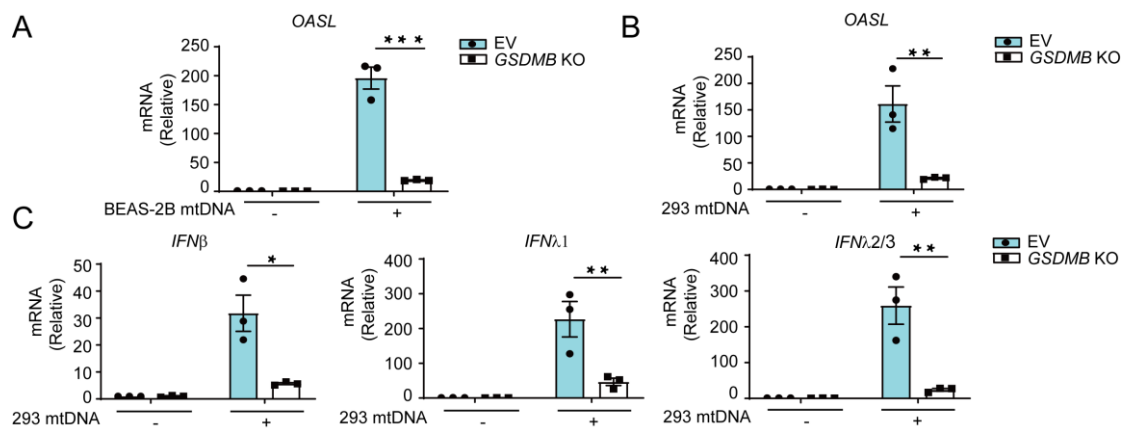 A
OASL
EV
GSDMB KO
***
mRNA
(Relative)
250
200
150
100
50
0
BEAS-2B mtDNA
-
+
B
OASL
EV
GSDMB KO
**
mRNA
(Relative)
250
200
150
100
50
0
293 mtDNA
-
+
C
IFNβ
*
mRNA
(Relative)
50
40
30
20
10
0
293 mtDNA
-
+
IFNλ1
**
mRNA
(Relative)
400
300
200
100
0
293 mtDNA
-
+
IFNλ2/3
EV
GSDMB KO
**
mRNA
(Relative)
400
300
200
100
0
293 mtDNA
-
+